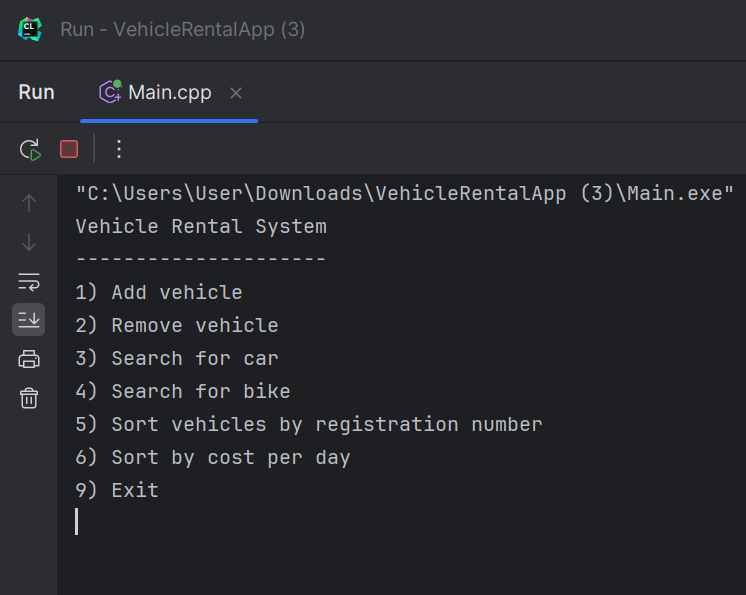 CL
Run - VehicleRentalApp (3)
Run
Main.cpp
"C:\Users\User\Downloads\VehicleRentalApp (3)\Main.exe"
Vehicle Rental System
---------------------
1) Add vehicle
2) Remove vehicle
3) Search for car
4) Search for bike
5) Sort vehicles by registration number
6) Sort by cost per day
9) Exit